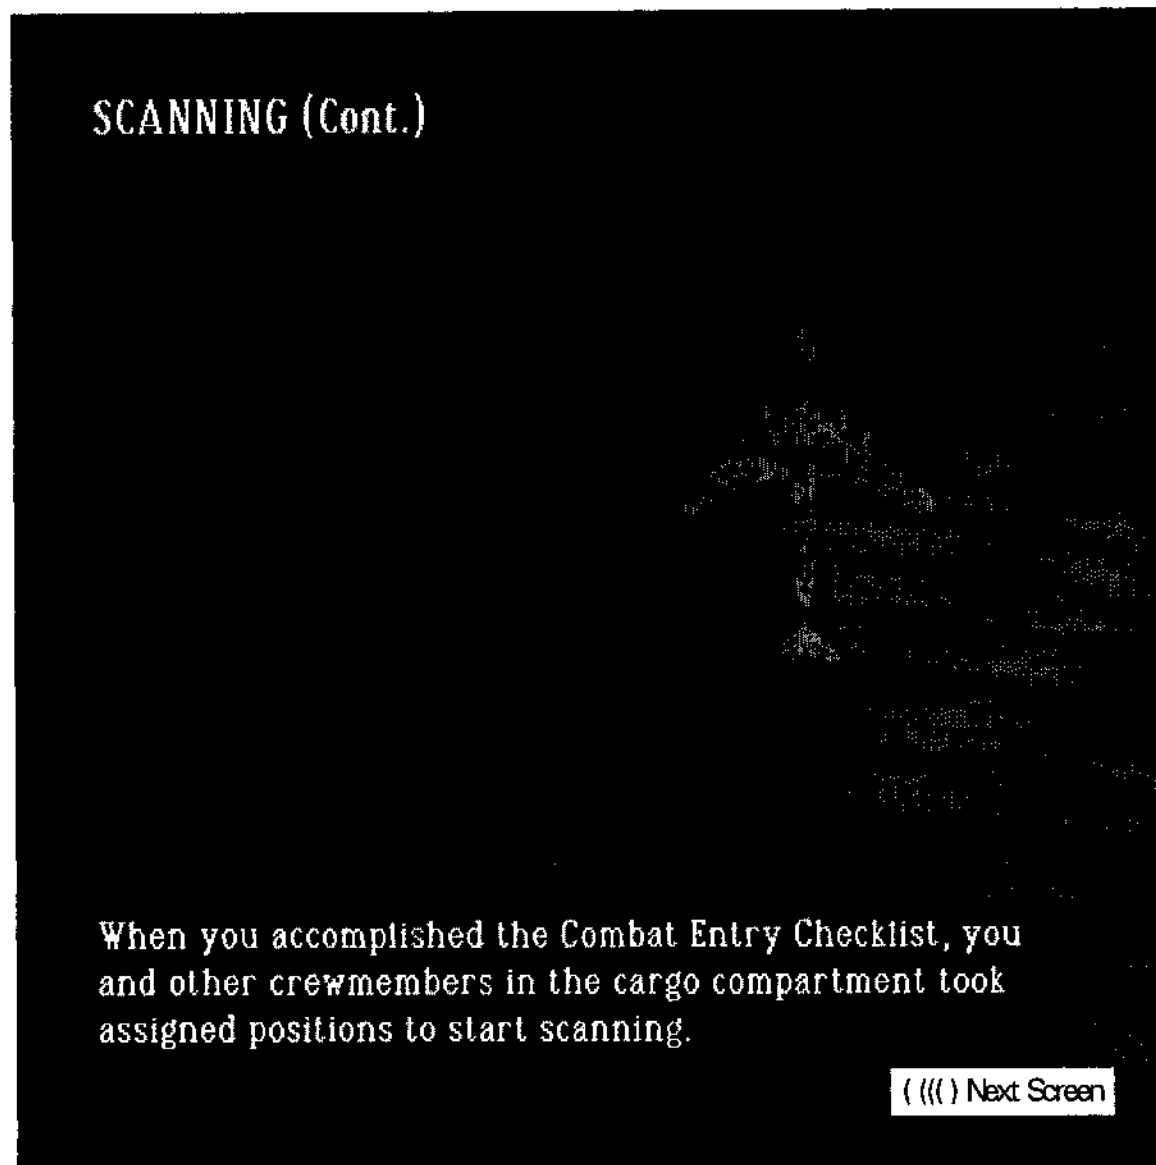 SCANNING (Cont.)
When you accomplished the Combat Entry Checklist, you
and other crewmembers in the cargo compartment took
assigned positions to start scanning.
( ((( ) Next Screen